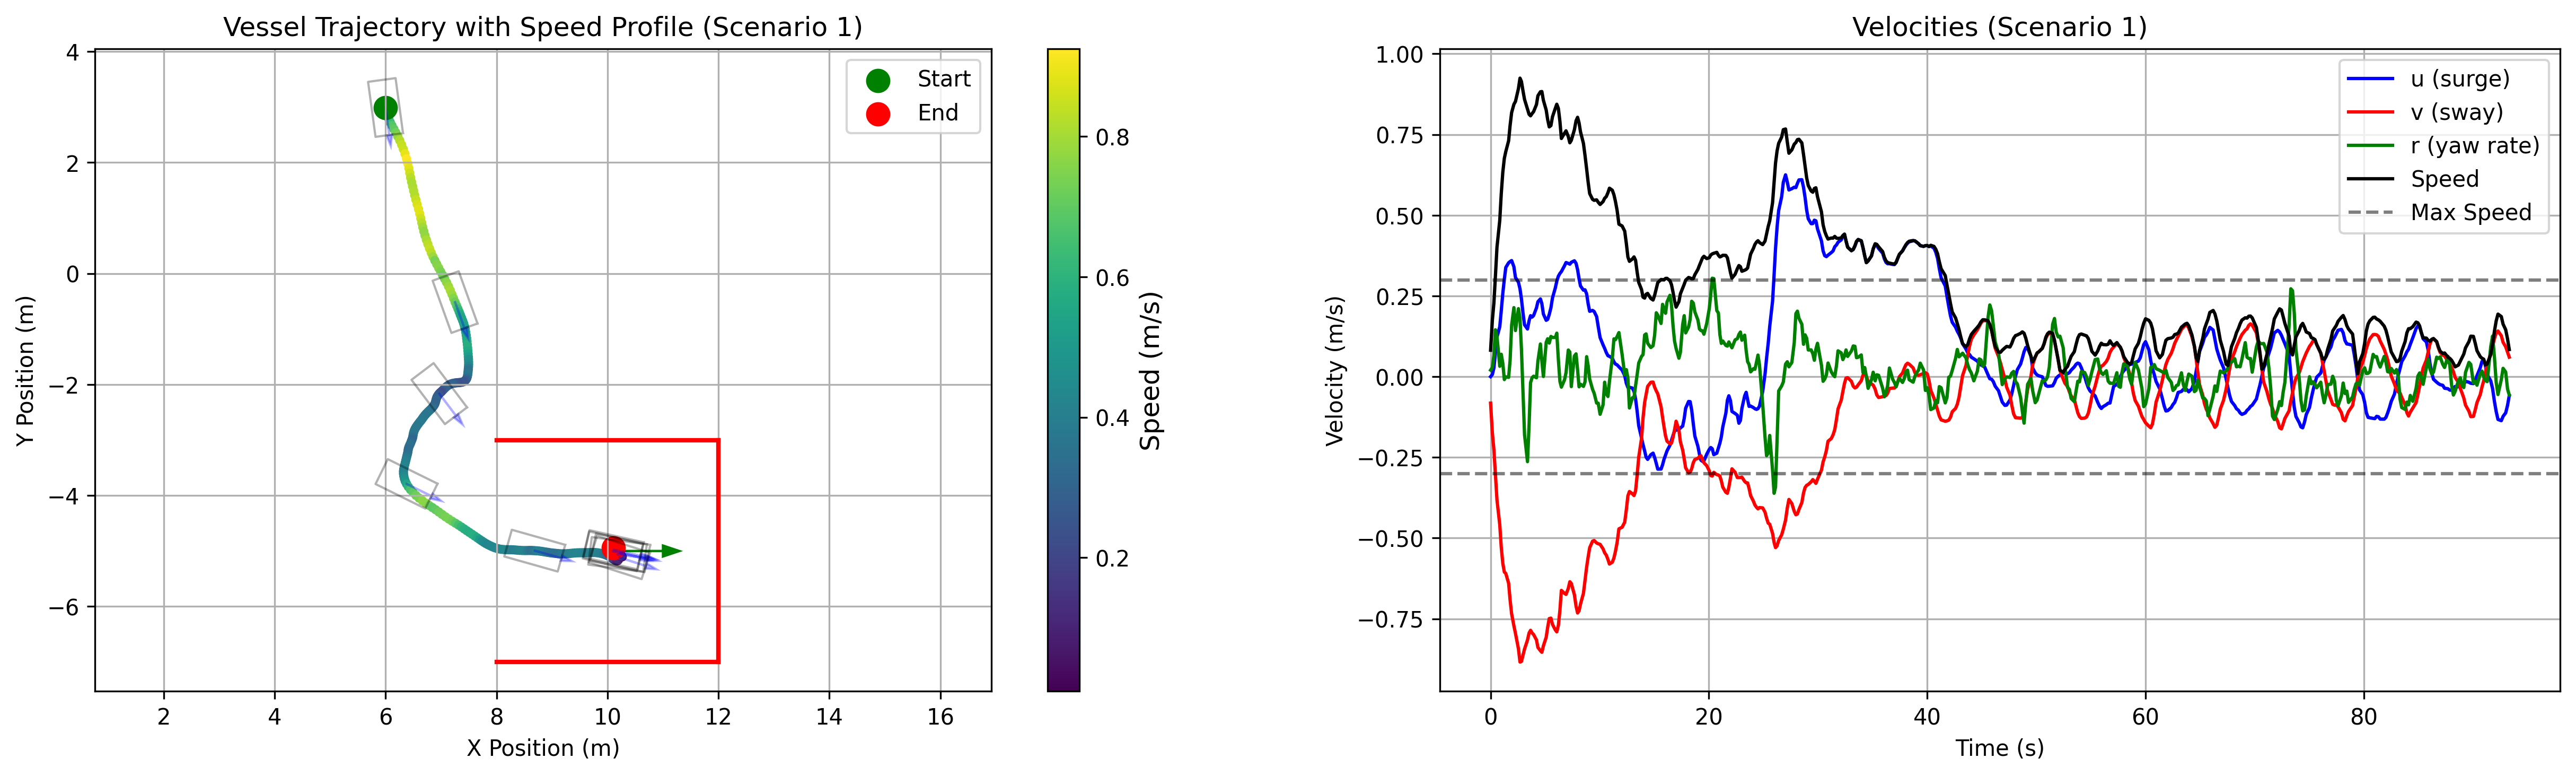 Vessel Trajectory with Speed Profile (Scenario 1)
4
2
0
−2
−4
−6
Y Position (m)
2
4
6
8
10
12
14
16
X Position (m)
Start
End
0.8
0.6
0.4
0.2
Speed (m/s)
Velocities (Scenario 1)
1.00
0.75
0.50
0.25
0.00
−0.25
−0.50
−0.75
Velocity (m/s)
0
20
40
60
80
Time (s)
u (surge)
v (sway)
r (yaw rate)
Speed
Max Speed